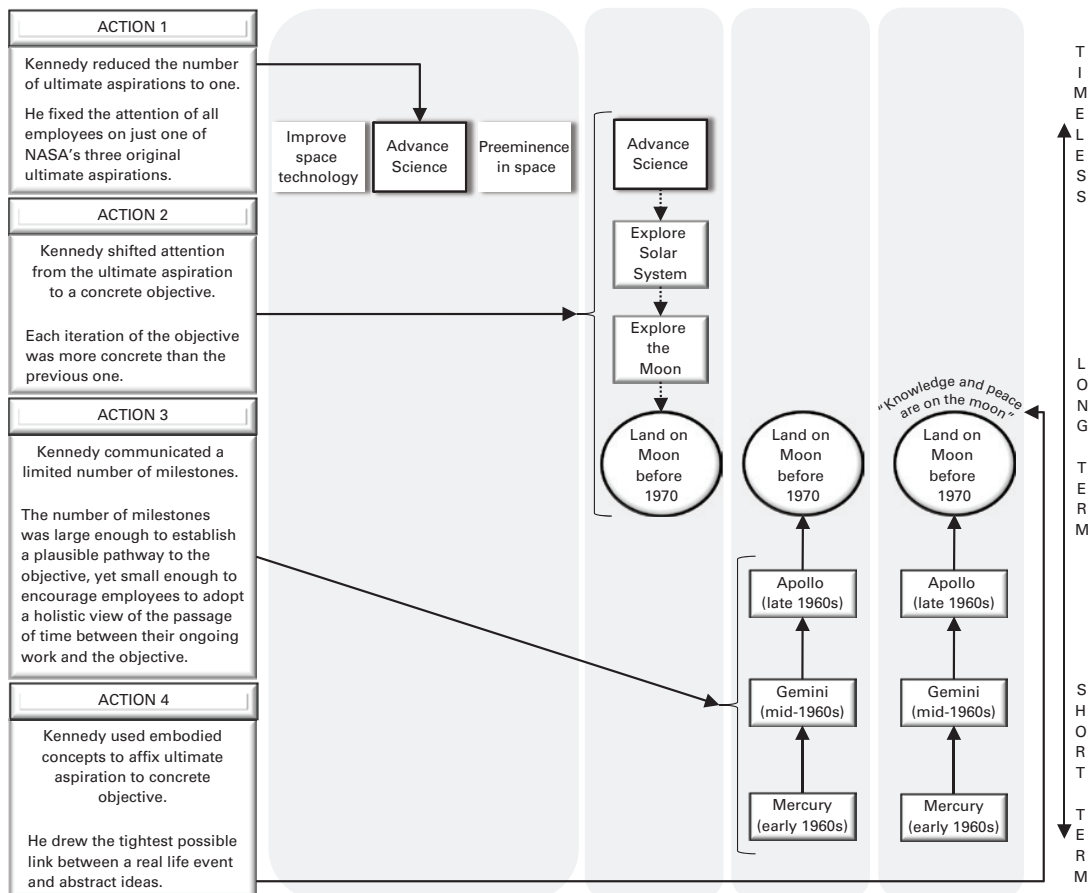 ACTION 1
Kennedy reduced the number
of ultimate aspirations to one.
He fixed the attention of all
employees on just one of
NASA's three original
ultimate aspirations.
ACTION 2
Kennedy shifted attention
from the ultimate aspiration
to a concrete objective.
Each iteration of the objective
was more concrete than the
previous one.
ACTION 3
Kennedy communicated a
limited number of milestones.
The number of milestones
was large enough to establish
a plausible pathway to the
objective, yet small enough to
encourage employees to adopt
a holistic view of the passage
of time between their ongoing
work and the objective.
ACTION 4
Kennedy used embodied
concepts to affix ultimate
aspiration to concrete
objective.
He drew the tightest possible
link between a real life event
and abstract ideas.
Improve
space
technology
Advance
Science
Preeminence
in space
Advance
Science
Explore
Solar
System
Explore
the
Moon
Land on
Moon
before
1970
Land on
Moon
before
1970
Apollo
(late 1960s)
Gemini
(mid-1960s)
Mercury
(early 1960s)
"Knowledge and peace
are on the moon"
Land on
Moon
before
1970
Apollo
(late 1960s)
Gemini
(mid-1960s)
Mercury
(early 1960s)
TIMELESS
LONG TERM
SHORT TERM